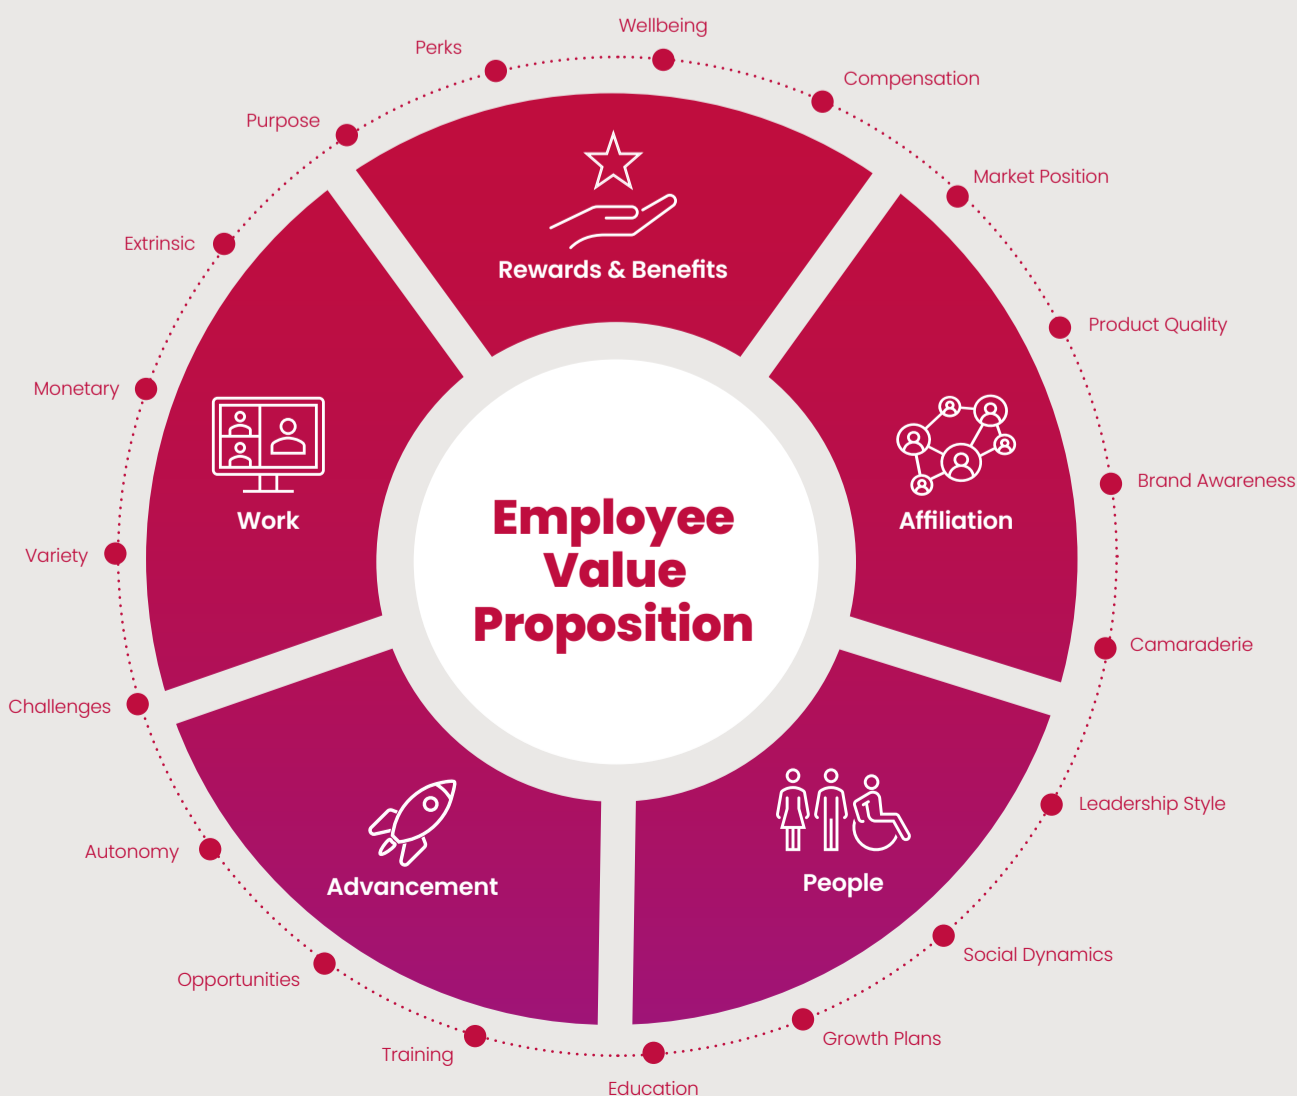 Wellbeing
Perks
Compensation
Purpose
Market Position
Extrinsic
Rewards & Benefits
Product Quality
Monetary
Brand Awareness
Work
Affiliation
Employee
Value
Proposition
Variety
Camaraderie
Challenges
Leadership Style
Autonomy
People
Advancement
Social Dynamics
Opportunities
Growth Plans
Training
Education